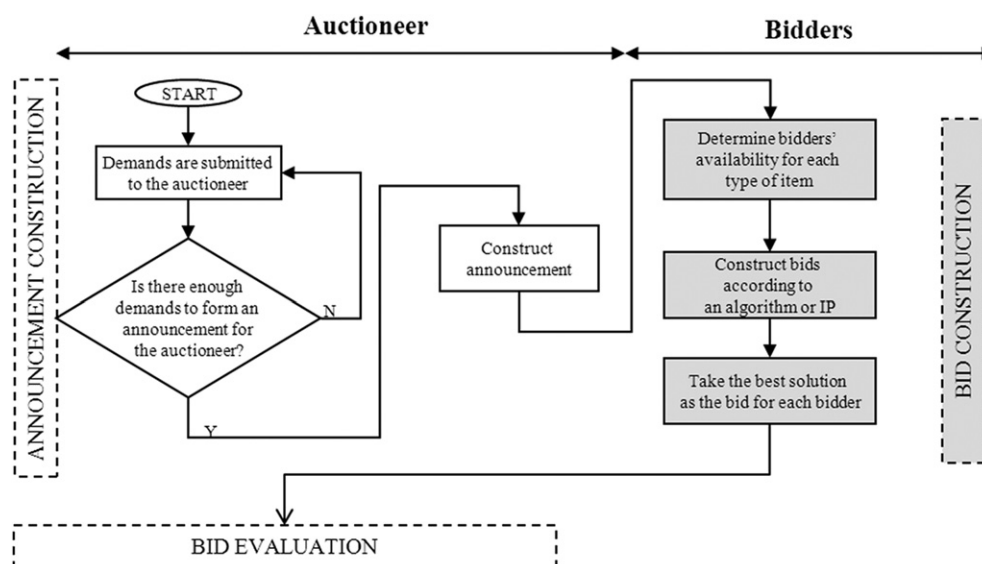 Auctioneer
Bidders
ANNOUNCEMENT CONSTRUCTION
START
Demands are submitted
to the auctioneer
Is there enough
demands to form an
announcement for
the auctioneer?
N
Y
Construct
announcement
Determine bidders'
availability for each
type of item
Construct bids
according to
an algorithm or IP
Take the best solution
as the bid for each bidder
BID CONSTRUCTION
BID EVALUATION